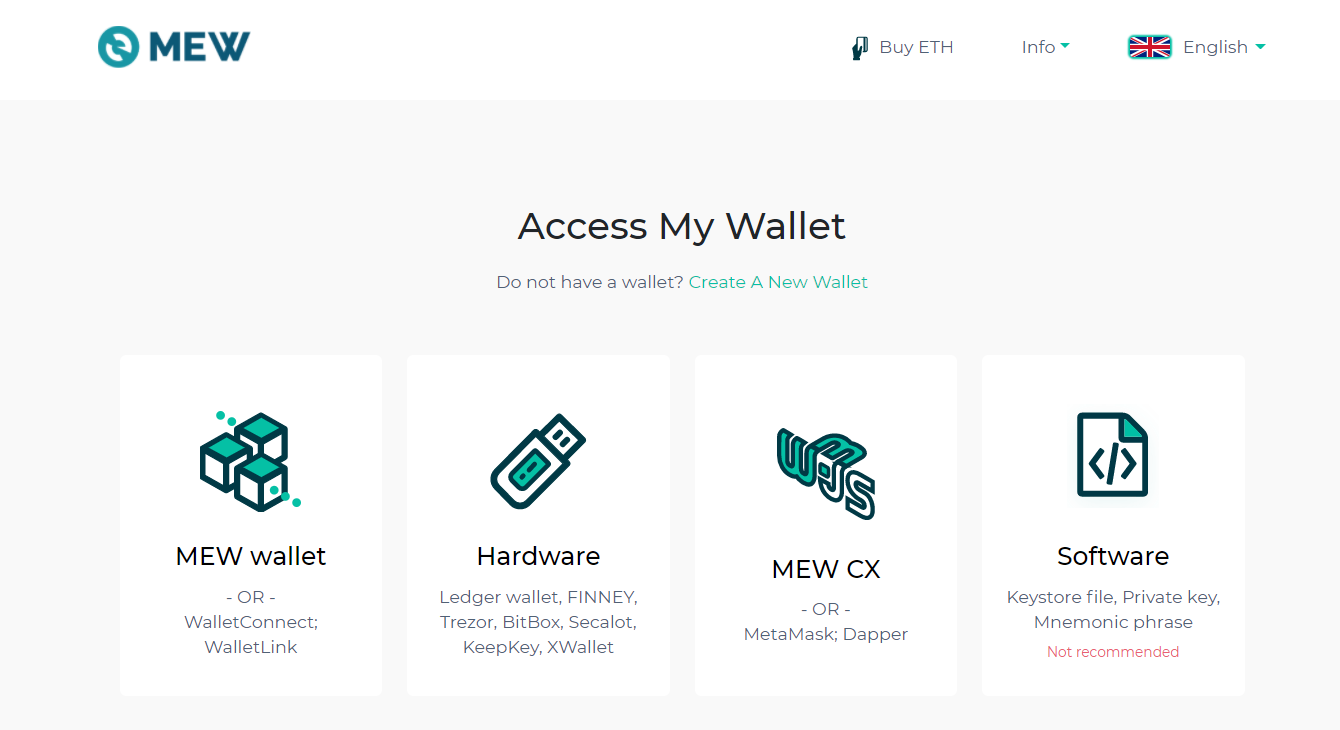 MEW
Buy ETH
Info
English
Access My Wallet
Do not have a wallet? Create A New Wallet
MEW wallet
- OR -
WalletConnect;
WalletLink
Hardware
Ledger wallet, FINNEY,
Trezor, BitBox, Secalot,
KeepKey, XWallet
MEW CX
- OR -
MetaMask; Dapper
Software
Keystore file, Private key,
Mnemonic phrase
Not recommended